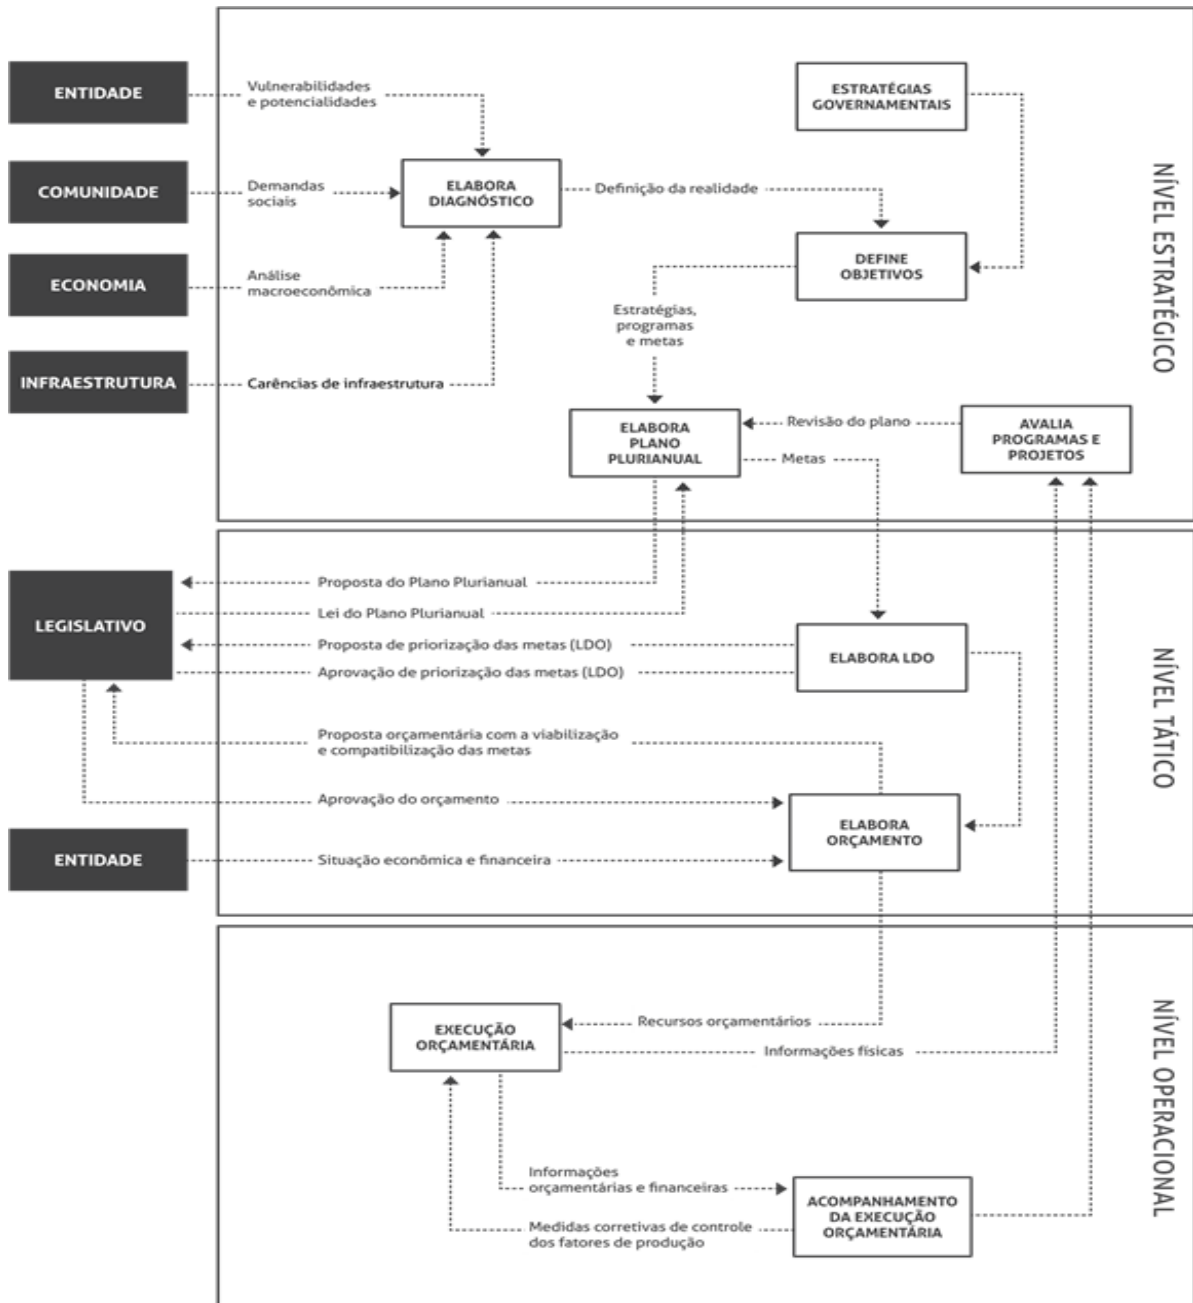 ENTIDADE
Vulnerabilidades
e potencialidades
ESTRATÉGIAS
GOVERNAMENTAIS
COMUNIDADE
Demandas
sociais
ELABORA
DIAGNÓSTICO
Definição da realidade
ECONOMIA
Análise
macroeconômica
DEFINE
OBJETIVOS
Estratégias,
programas
e metas
INFRAESTRUTURA
Carências de infraestrutura
ELABORA
PLANO
PLURIANUAL
Revisão do plano
Metas
AVALIA
PROGRAMAS E
PROJETOS
NÍVEL ESTRATÉGICO
LEGISLATIVO
Proposta do Plano Plurianual
Lei do Plano Plurianual
Proposta de priorização das metas (LDO)
Aprovação de priorização das metas (LDO)
ELABORA LDO
Proposta orçamentária com a viabilização
e compatibilização das metas
Aprovação do orçamento
ELABORA
ORÇAMENTO
ENTIDADE
Situação econômica e financeira
NÍVEL TÁTICO
EXECUÇÃO
ORÇAMENTÁRIA
Recursos orçamentários
Informações físicas
Informações
orçamentárias e financeiras
Medidas corretivas de controle
dos fatores de produção
ACOMPANHAMENTO
DA EXECUÇÃO
ORÇAMENTÁRIA
NÍVEL OPERACIONAL